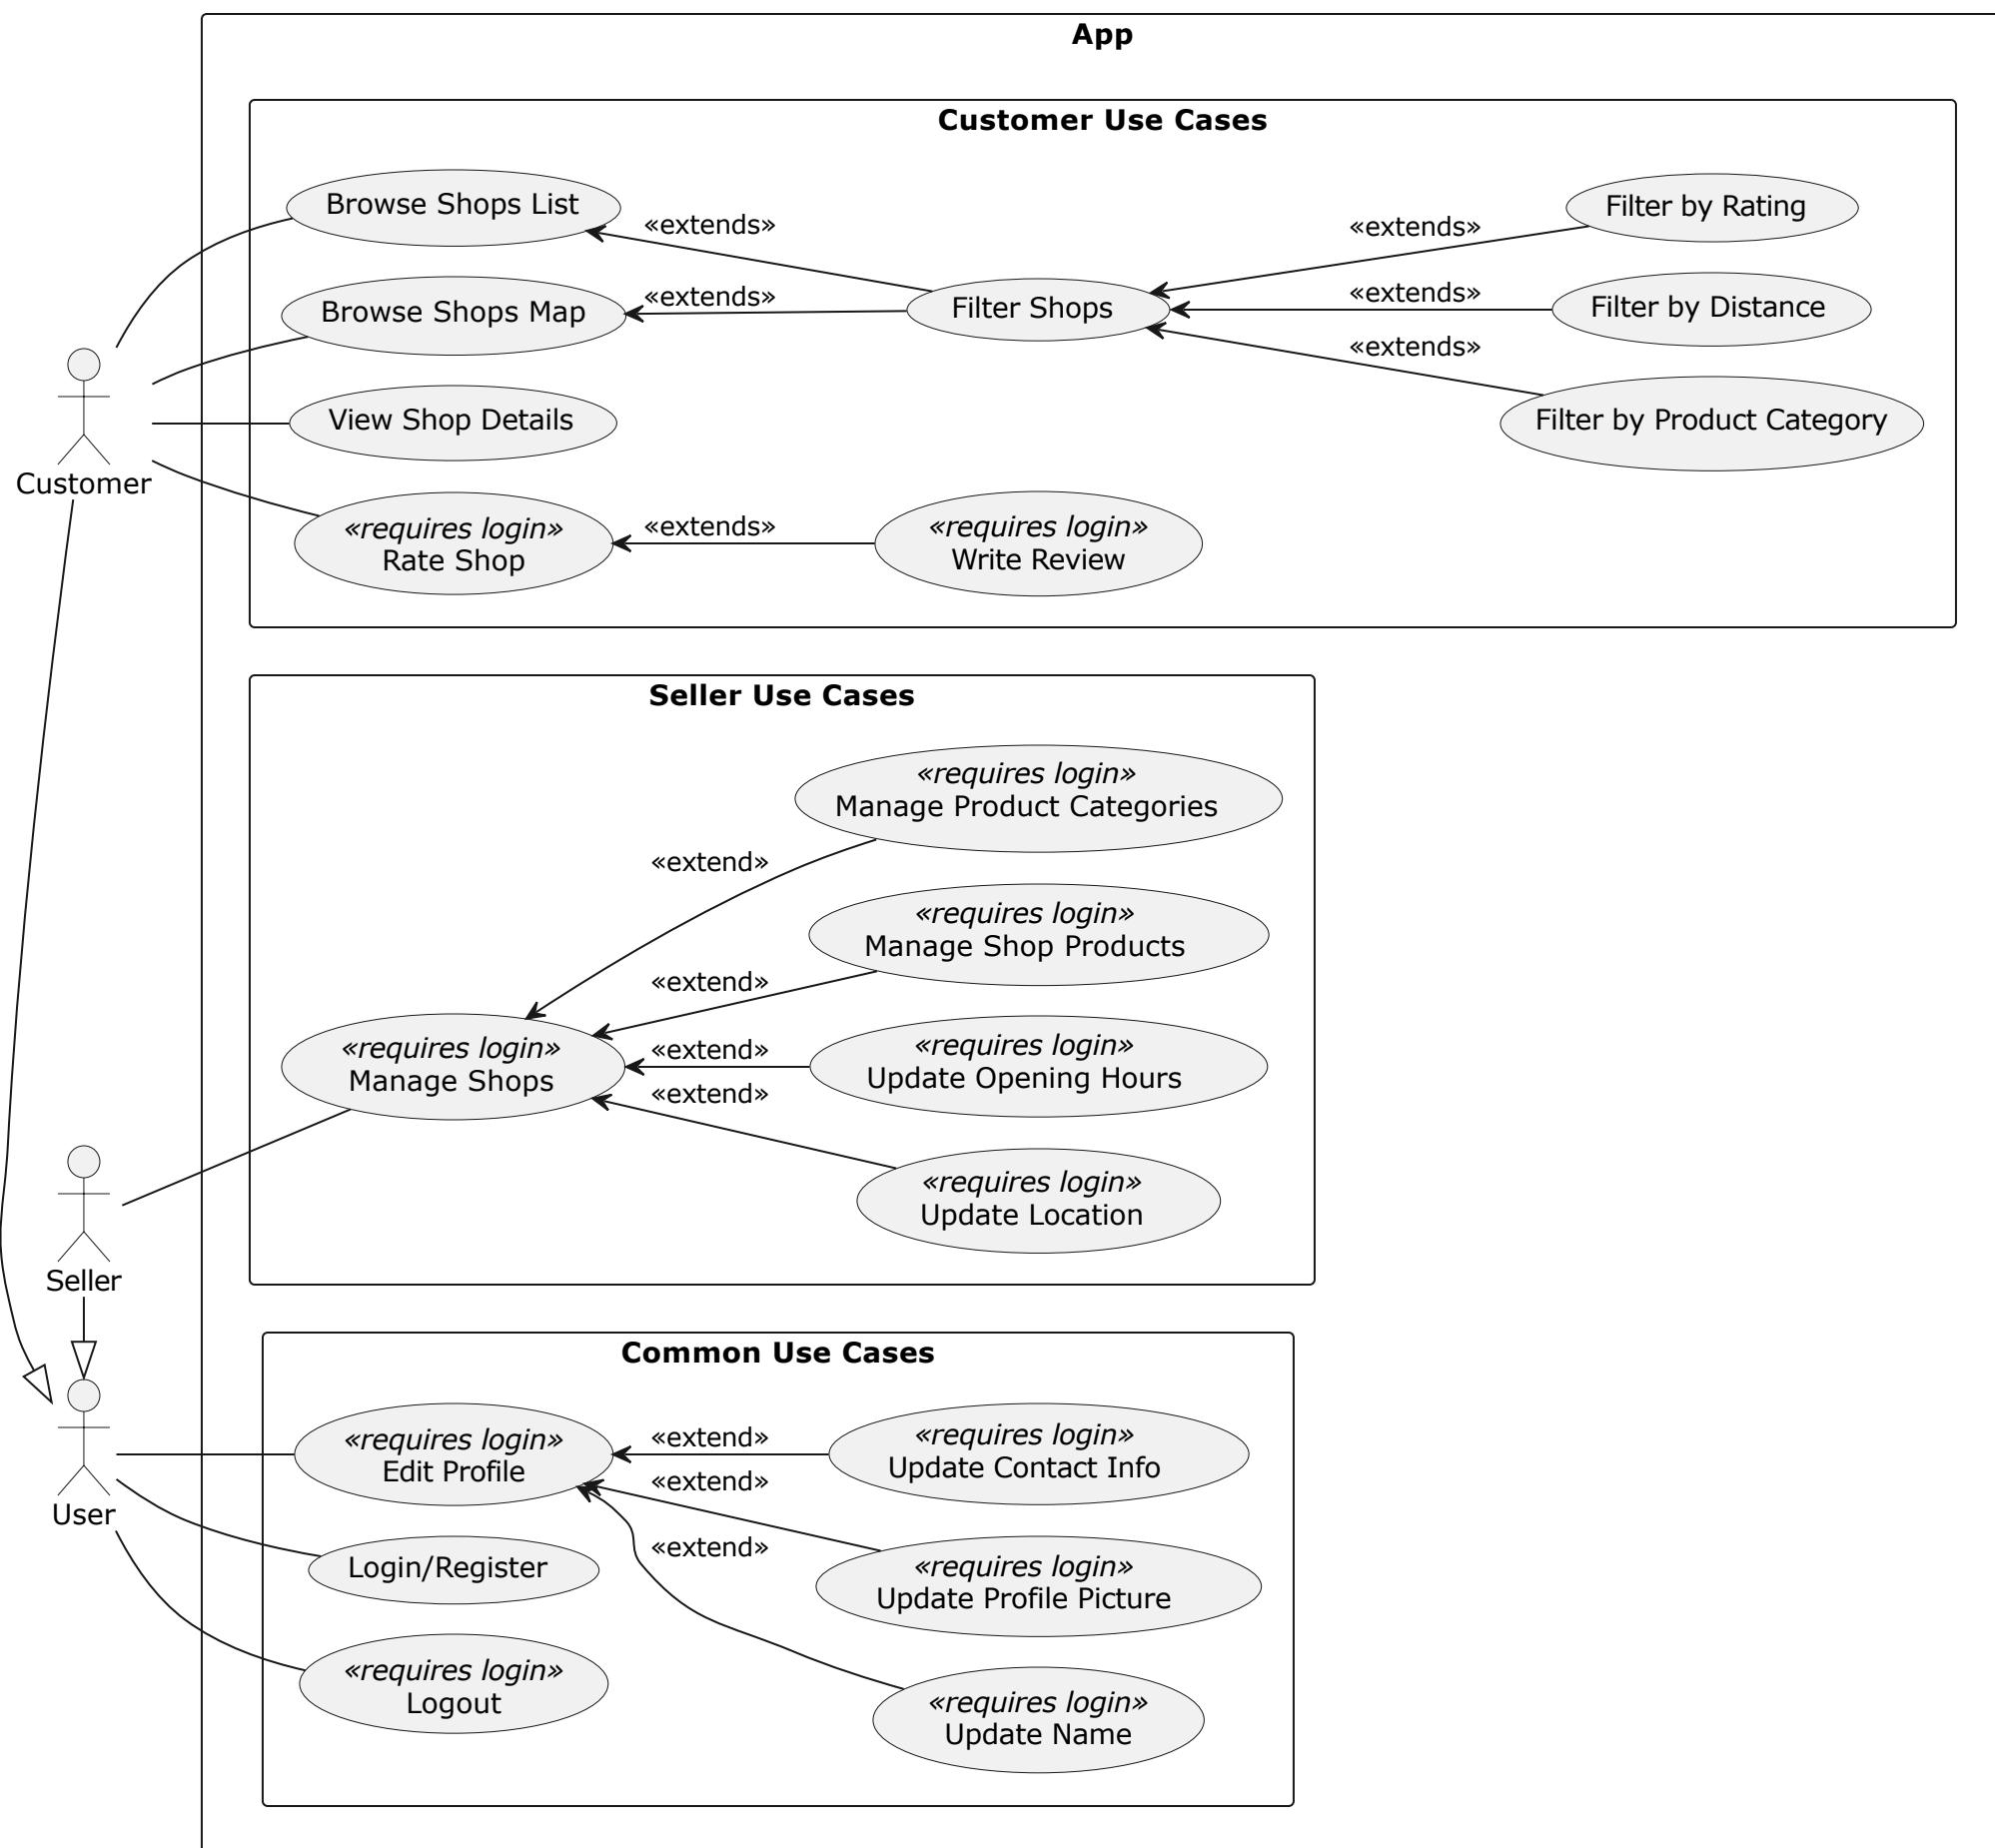 App
Customer Use Cases
Browse Shops List
«extends»
«extends»
Filter by Rating
Browse Shops Map
«extends»
Filter Shops
«extends»
Filter by Distance
«extends»
View Shop Details
Filter by Product Category
Customer
«requires login»
Rate Shop
«extends»
«requires login»
Write Review
Seller Use Cases
«requires login»
Manage Product Categories
«extend»
«requires login»
Manage Shop Products
«extend»
«requires login»
Manage Shops
«extend»
«requires login»
Update Opening Hours
«extend»
«requires login»
Update Location
Seller
Common Use Cases
«requires login»
Edit Profile
«extend»
«requires login»
Update Contact Info
«extend»
User
Login/Register
«extend»
«requires login»
Update Profile Picture
«requires login»
Logout
«requires login»
Update Name